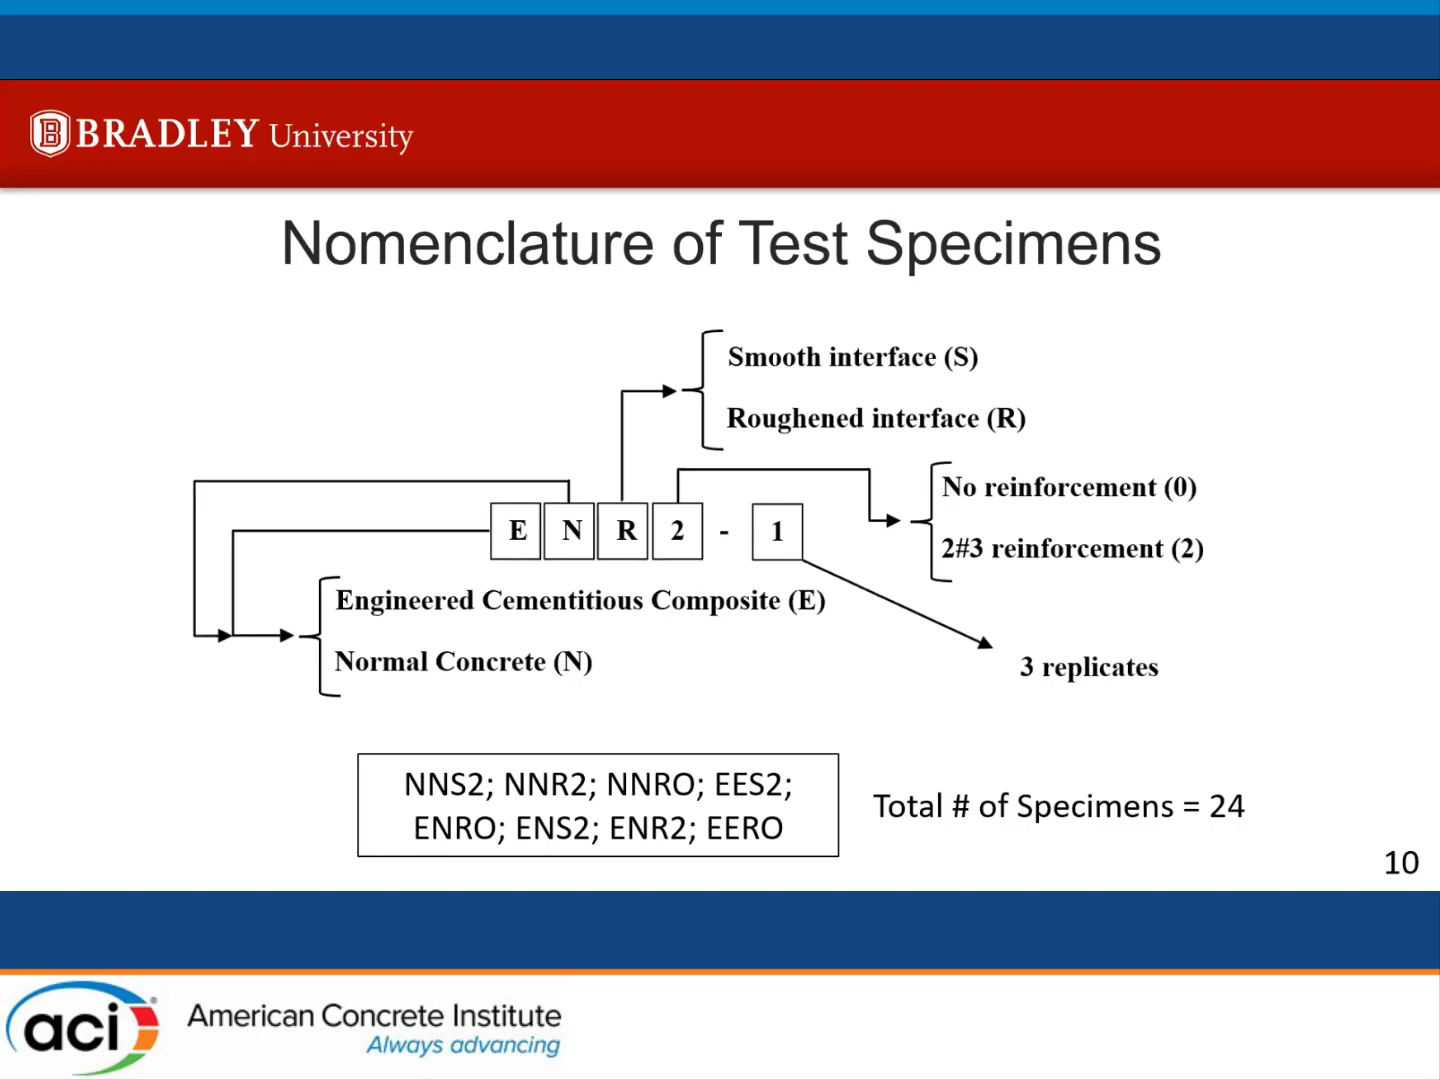 BRADLEY University
Nomenclature of Test Specimens
Smooth interface (S)
Roughened interface (R)
No reinforcement (0)
2#3 reinforcement (2)
E N R 2 - 1
Engineered Cementitious Composite (E)
Normal Concrete (N)
3 replicates
NNS2; NNR2; NNRO; EES2;
ENRO; ENS2; ENR2; EERO
Total # of Specimens = 24
10
aci
American Concrete Institute
Always advancing